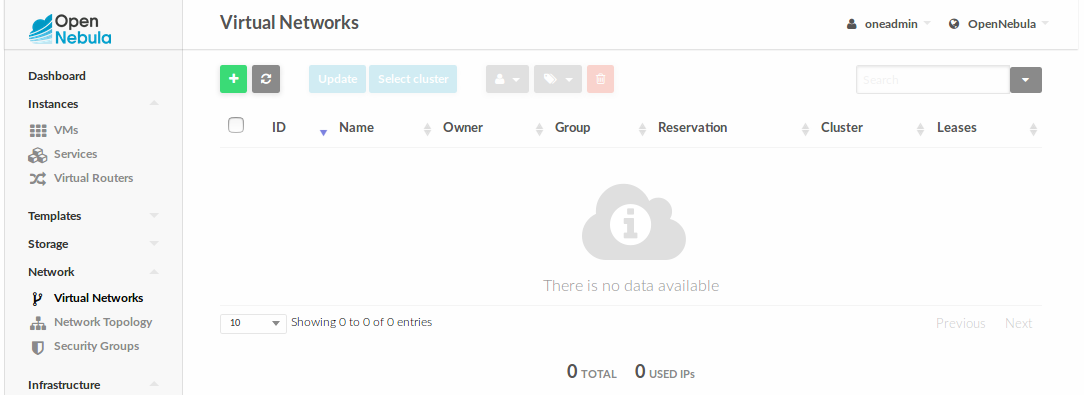 Open Nebula
Virtual Networks
oneadmin
OpenNebula
Dashboard
Instances
VMs
Services
Virtual Routers
Templates
Storage
Network
Virtual Networks
Network Topology
Security Groups
Infrastructure
+
Update
Select cluster
Search
ID Name Owner Group Reservation Cluster Leases
There is no data available
10 Showing 0 to 0 of 0 entries
Previous Next
0 TOTAL 0 USED IPs